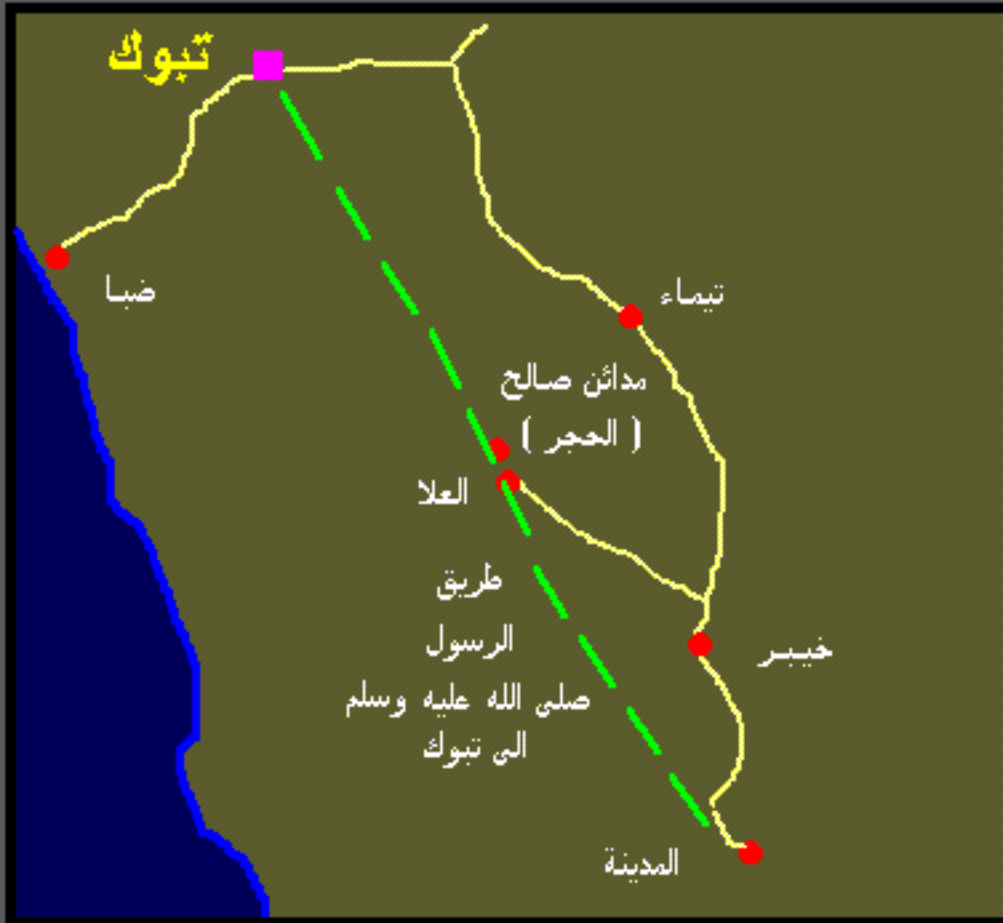 تبوك
ضبا
تيماء
مدائن صالح
( الحجر )
العلا
طريق
الرسول
صلى الله عليه وسلم
الى تبوك
خيبر
المدينة